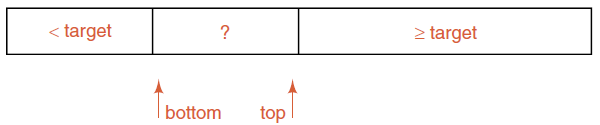 < target ? ≥ target
bottom top